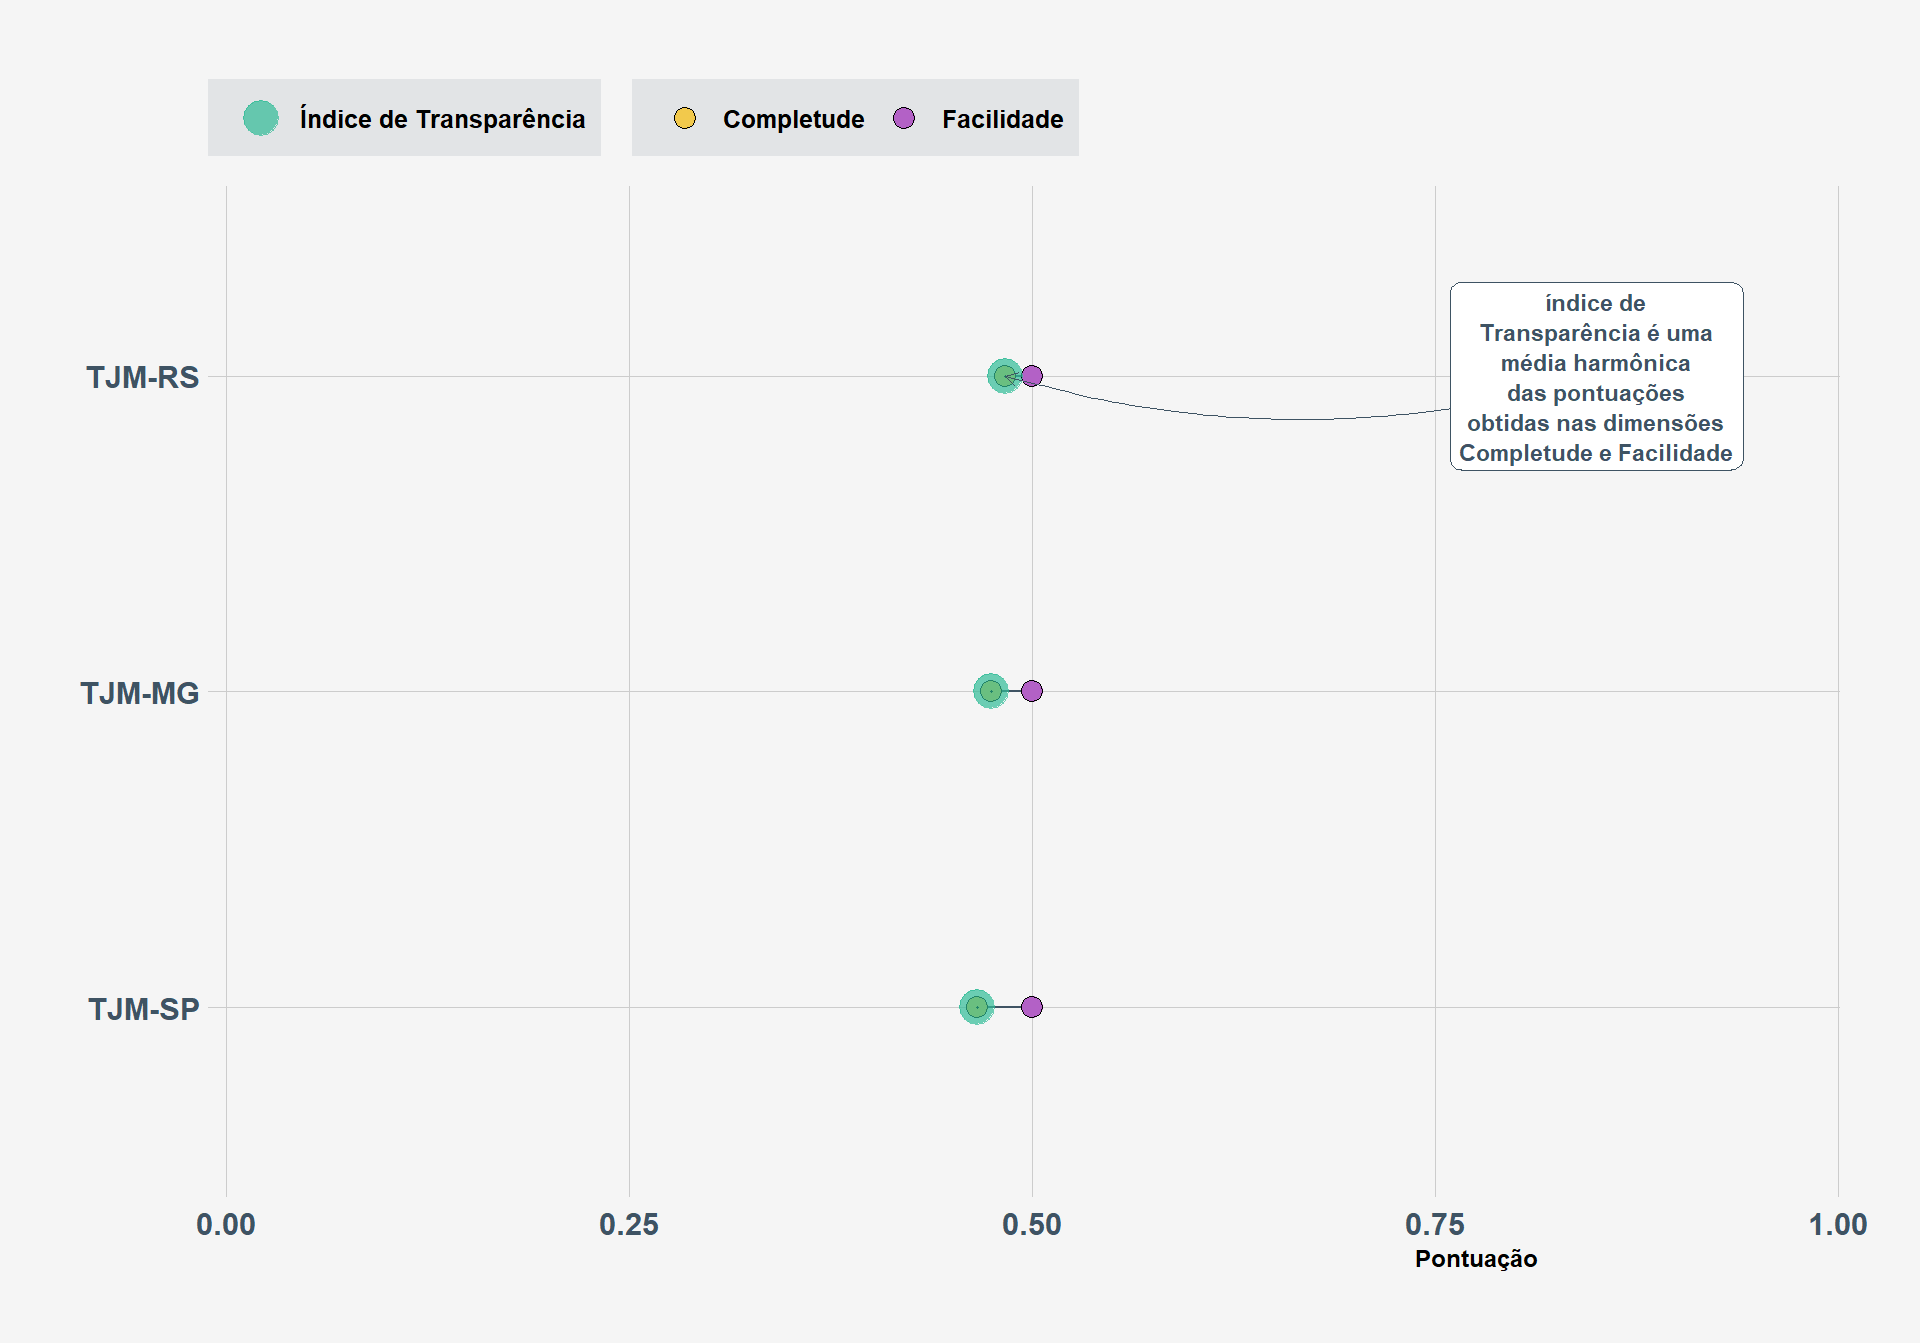 Índice de Transparência
Completude
Facilidade
índice de
Transparência é uma
média harmônica
das pontuações
obtidas nas dimensões
Completude e Facilidade
TJM-RS
TJM-MG
TJM-SP
0.00
0.25
0.50
0.75
1.00
Pontuação